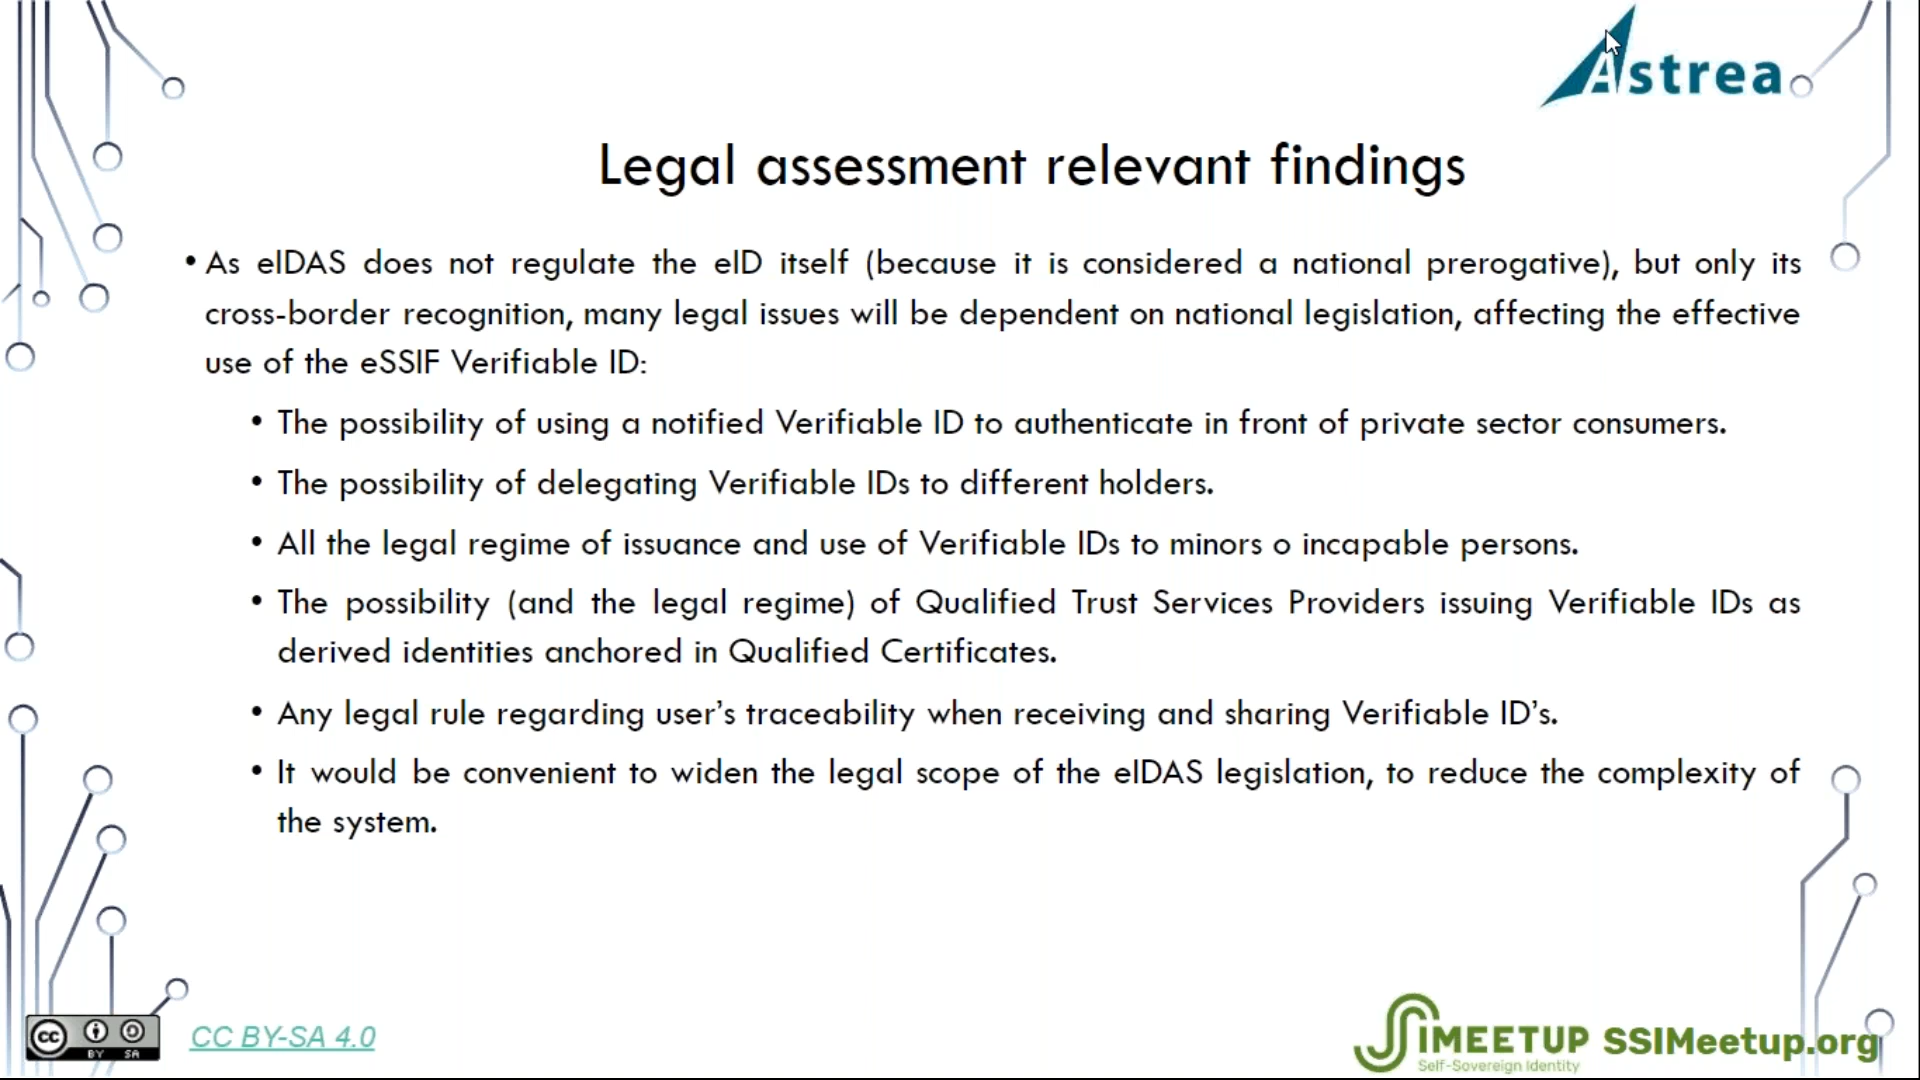 Astrea
Legal assessment relevant findings
• As eIDAS does not regulate the eID itself (because it is considered a national prerogative), but only its
cross-border recognition, many legal issues will be dependent on national legislation, affecting the effective
use of the eSSIF Verifiable ID:
• The possibility of using a notified Verifiable ID to authenticate in front of private sector consumers.
• The possibility of delegating Verifiable IDs to different holders.
• All the legal regime of issuance and use of Verifiable IDs to minors o incapable persons.
• The possibility (and the legal regime) of Qualified Trust Services Providers issuing Verifiable IDs as
derived identities anchored in Qualified Certificates.
• Any legal rule regarding user’s traceability when receiving and sharing Verifiable ID’s.
• It would be convenient to widen the legal scope of the eIDAS legislation, to reduce the complexity of
the system.
cc BY SA
CC BY-SA 4.0
SSIMEETUP SSIMeetup.org
Self-Sovereign Identity